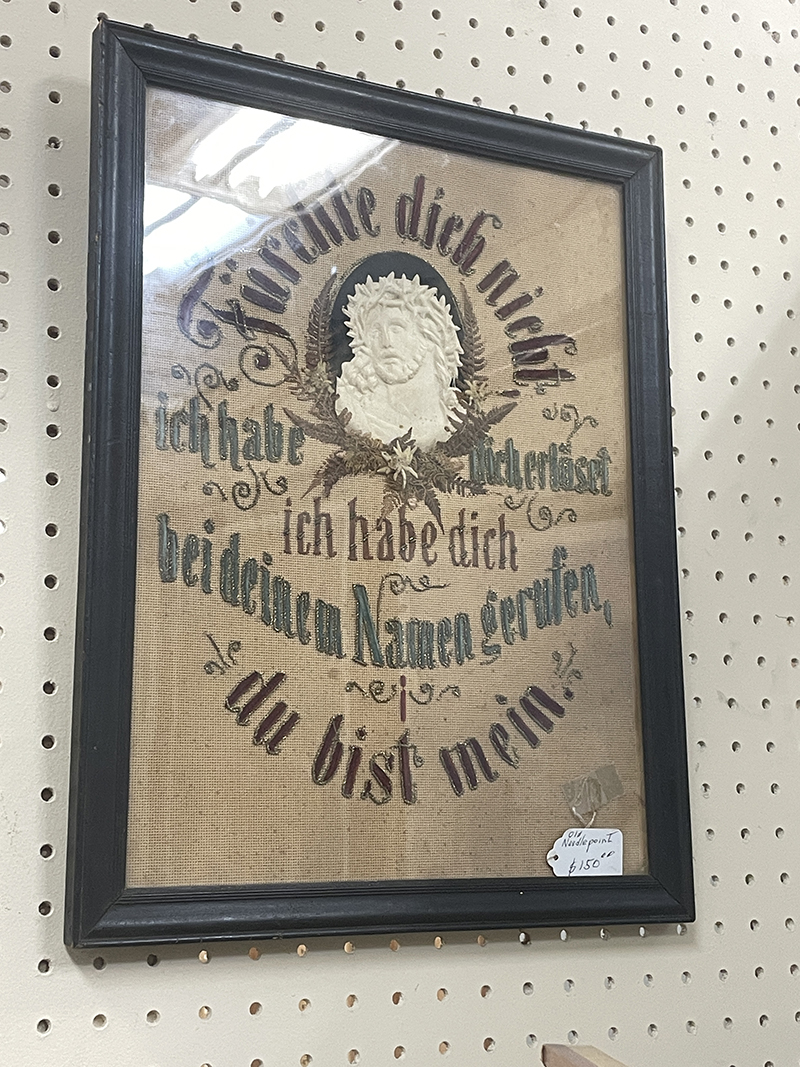 Fürchte dich nicht,
ich habe dich erlöset
ich habe dich
bei deinem Namen gerufen,
du bist mein.
Old
Needlepoint
$150⁰⁰